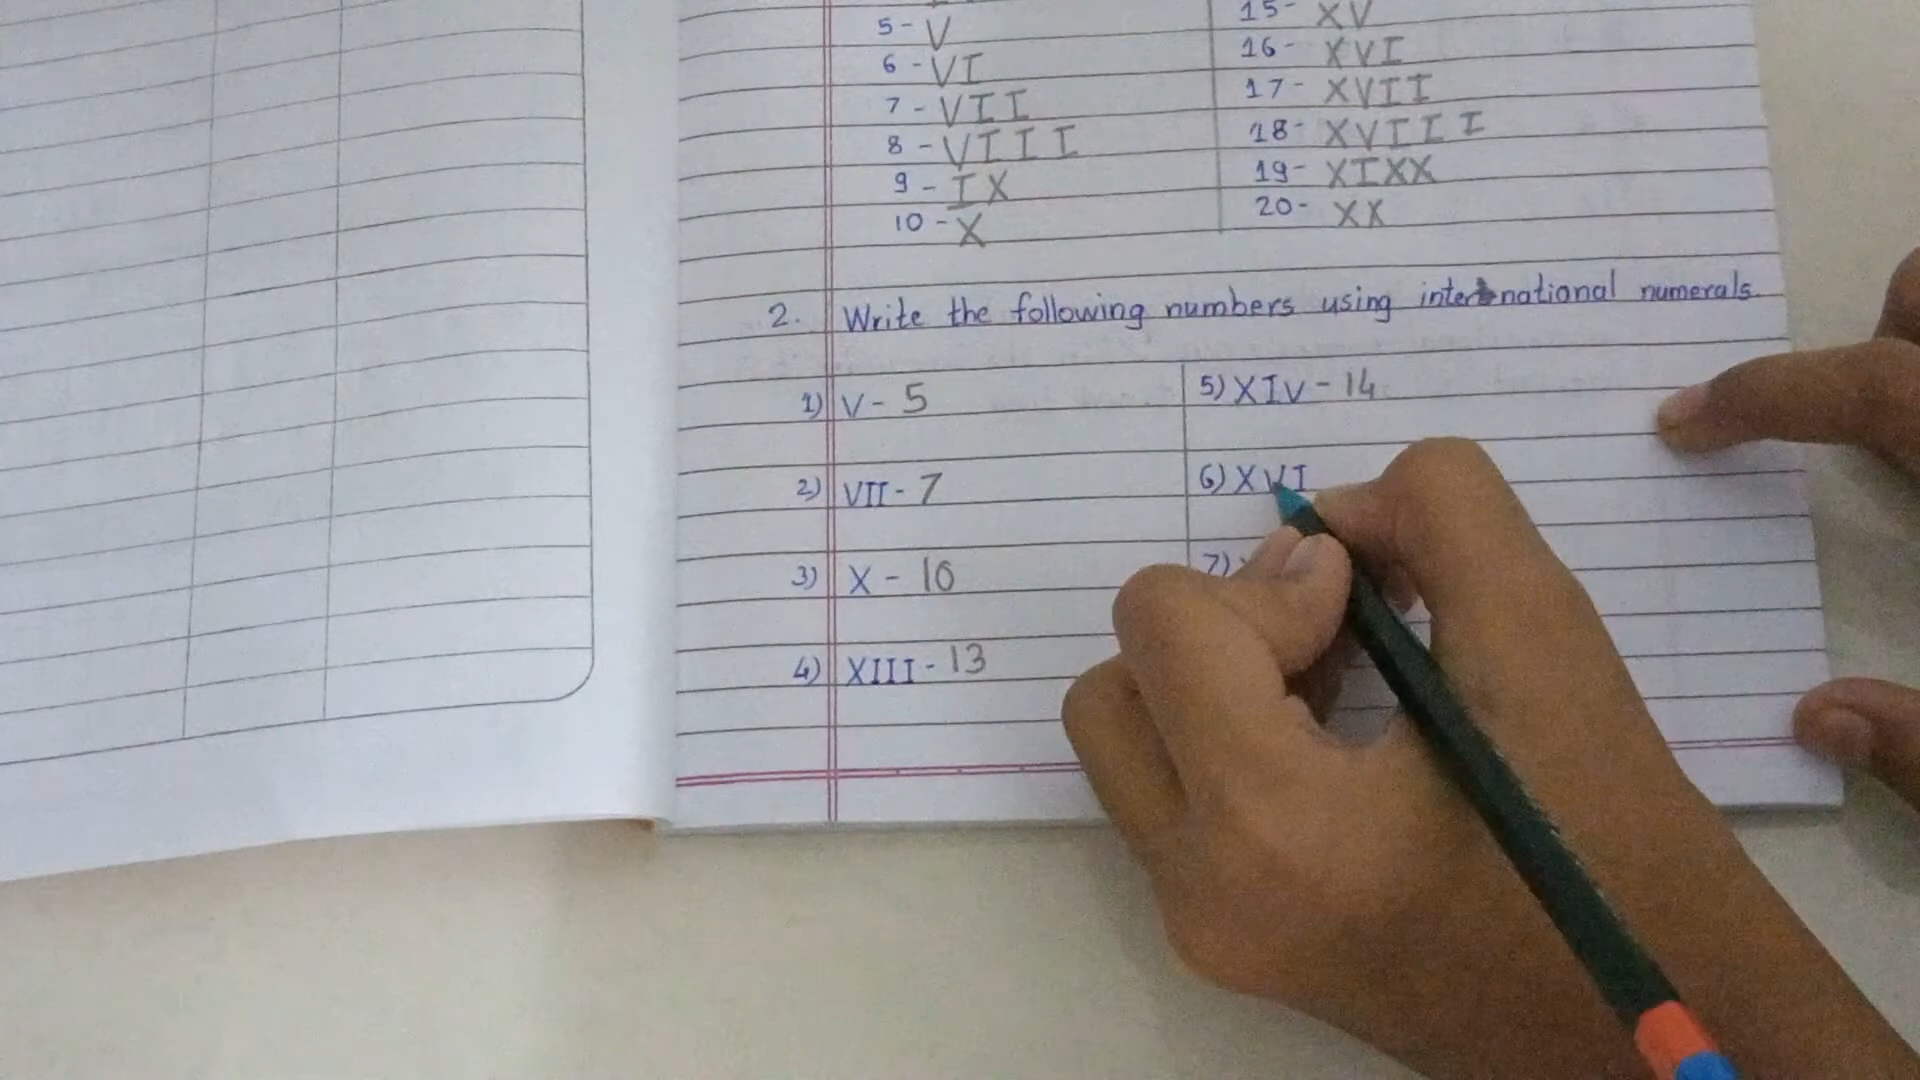 5 - V
6 - VI
7 - VII
8 - VIII
9 - IX
10 - X
15- XV
16- XVI
17- XVII
18- XVIII
19- XIXX
20- XX
2. Write the following numbers using international numerals.
1) V - 5
2) VII - 7
3) X - 10
4) XIII - 13
5) XIV - 14
6) XVI
7)